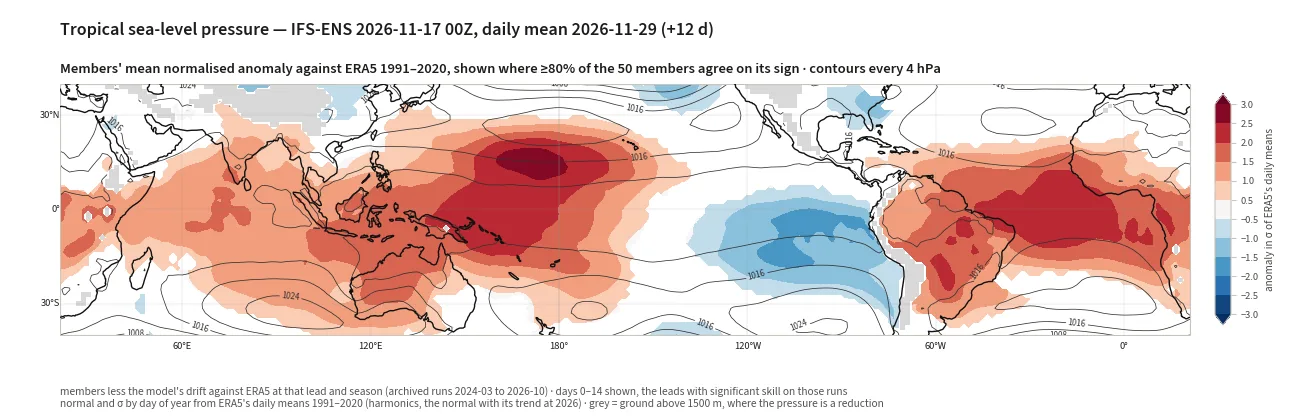 Tropical sea-level pressure — IFS-ENS 2026-11-17 00Z, daily mean 2026-11-29 (+12 d)
Members' mean normalised anomaly against ERA5 1991–2020, shown where ≥80% of the 50 members agree on its sign · contours every 4 hPa
1024
1008
1016
30°N
1016
1016
1016
1016
0°
1016
1016
1024
30°S
1016
1008
1016
1024
1016
1008
60°E
120°E
180°
120°W
60°W
0°
3.0
2.5
2.0
1.5
1.0
0.5
−0.5
−1.0
−1.5
−2.0
−2.5
−3.0
anomaly in σ of ERA5's daily means
members less the model's drift against ERA5 at that lead and season (archived runs 2024-03 to 2026-10) · days 0–14 shown, the leads with significant skill on those runs
normal and σ by day of year from ERA5's daily means 1991–2020 (harmonics, the normal with its trend at 2026) · grey = ground above 1500 m, where the pressure is a reduction